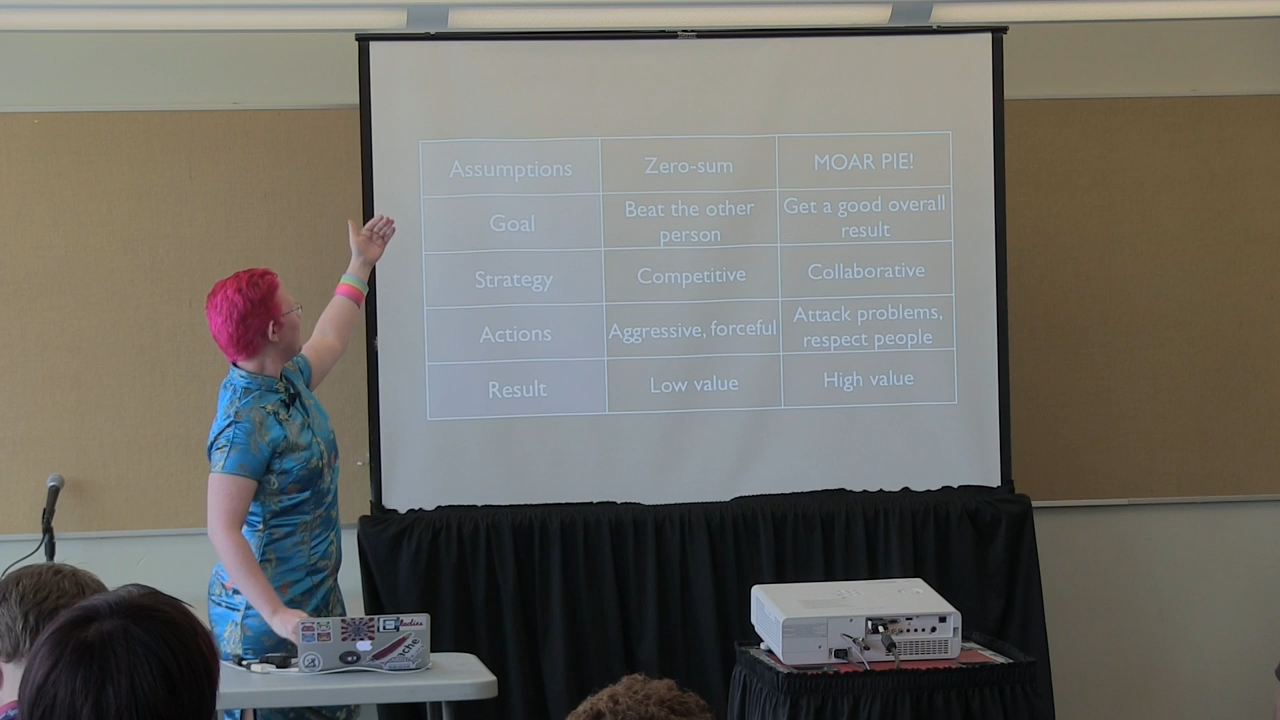 Assumptions
Zero-sum
MOAR PIE!
Goal
Beat the other
person
Get a good overall
result
Strategy
Competitive
Collaborative
Actions
Aggressive, forceful
Attack problems,
respect people
Result
Low value
High value